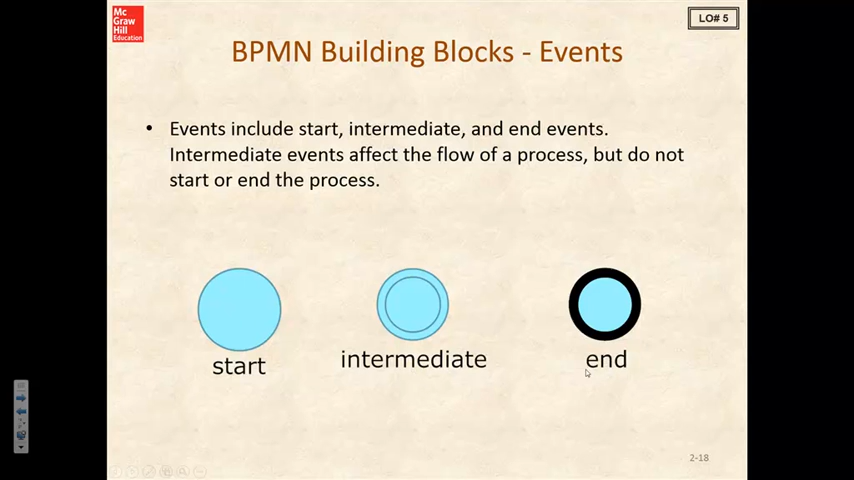 Mc
Graw
Hill
Education
LO# 5
BPMN Building Blocks - Events
• Events include start, intermediate, and end events.
Intermediate events affect the flow of a process, but do not
start or end the process.
start
intermediate
end
2-18